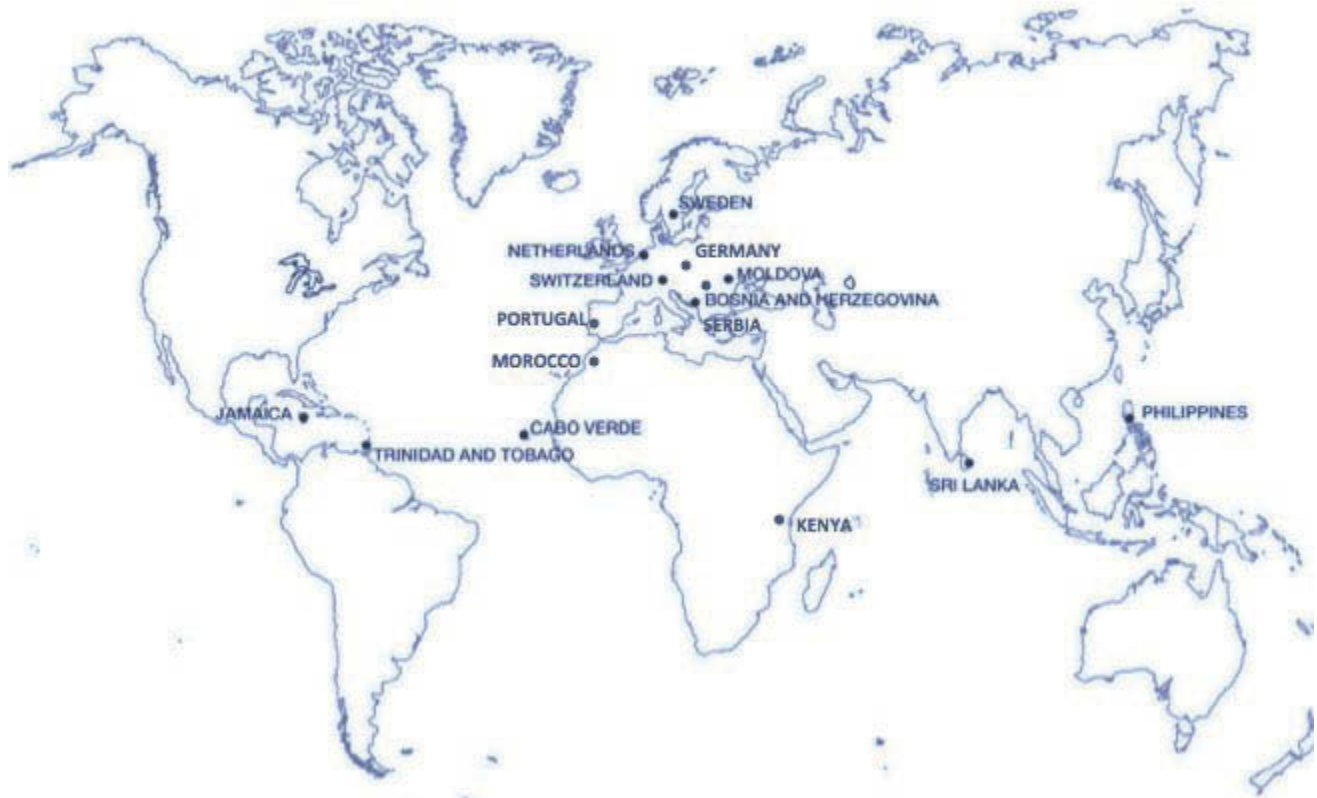 SWEDEN
NETHERLANDS
GERMANY
SWITZERLAND
MOLDOVA
BOSNIA AND HERZEGOVINA
PORTUGAL
SERBIA
MOROCCO
JAMAICA
PHILIPPINES
CABO VERDE
TRINIDAD AND TOBAGO
SRI LANKA
KENYA